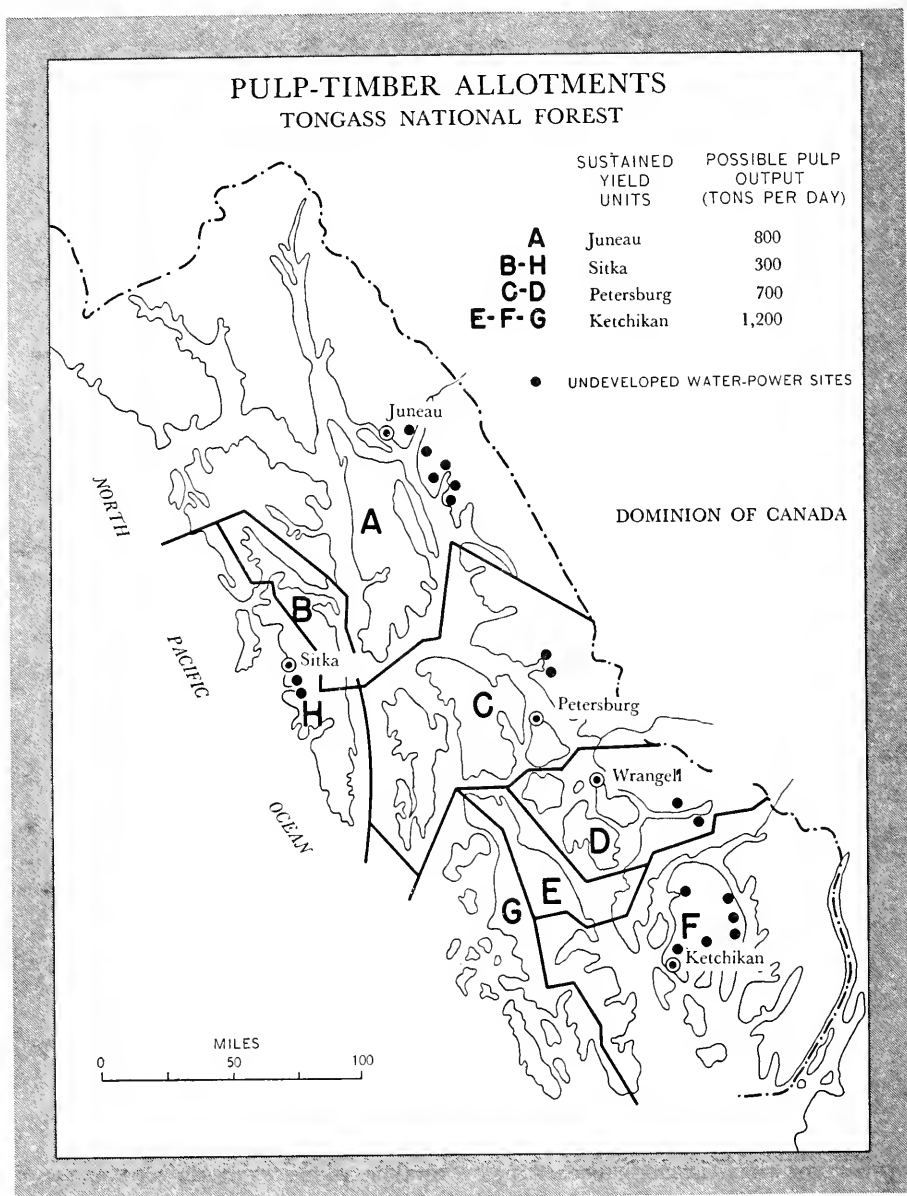 PULP-TIMBER ALLOTMENTS
TONGASS NATIONAL FOREST
SUSTAINED YIELD UNITS
POSSIBLE PULP OUTPUT (TONS PER DAY)
A Juneau 800
B-H Sitka 300
C-D Petersburg 700
E-F-G Ketchikan 1,200
UNDEVELOPED WATER-POWER SITES
Juneau
NORTH
A
DOMINION OF CANADA
B
PACIFIC
Sitka
H
C
Petersburg
OCEAN
Wrangell
D
E
G
F
Ketchikan
MILES
0 50 100